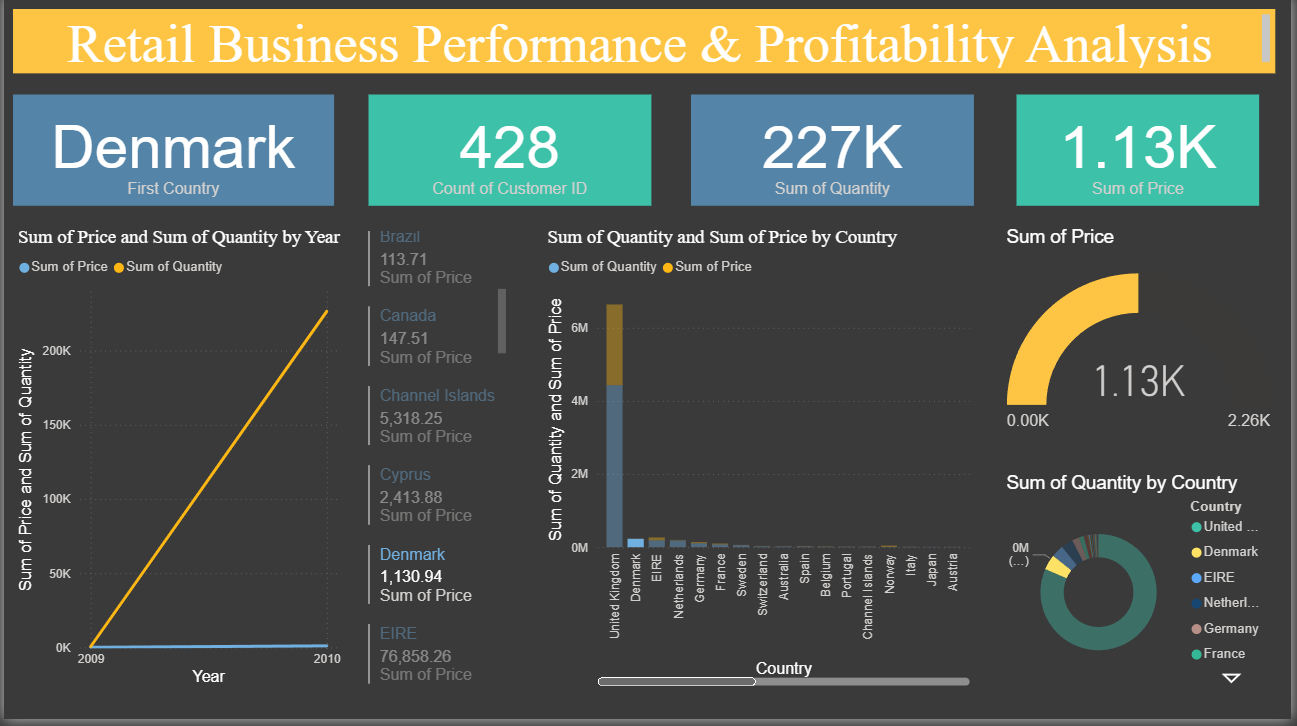 Retail Business Performance & Profitability Analysis
Denmark
First Country
428
Count of Customer ID
227K
Sum of Quantity
1.13K
Sum of Price
Sum of Price and Sum of Quantity by Year
Sum of Price
Sum of Quantity
Sum of Price and Sum of Quantity
200K
150K
100K
50K
0K
2009
2010
Year
Brazil
113.71
Sum of Price
Canada
147.51
Sum of Price
Channel Islands
5,318.25
Sum of Price
Cyprus
2,413.88
Sum of Price
Denmark
1,130.94
Sum of Price
EIRE
76,858.26
Sum of Price
Sum of Quantity and Sum of Price by Country
Sum of Quantity
Sum of Price
Sum of Quantity and Sum of Price
6M
4M
2M
0M
United Kingdom
Denmark
EIRE
Netherlands
Germany
France
Sweden
Switzerland
Australia
Spain
Belgium
Portugal
Channel Islands
Norway
Italy
Japan
Austria
Country
Sum of Price
1.13K
0.00K
2.26K
Sum of Quantity by Country
0M
(...)
Country
United ...
Denmark
EIRE
Netherl...
Germany
France